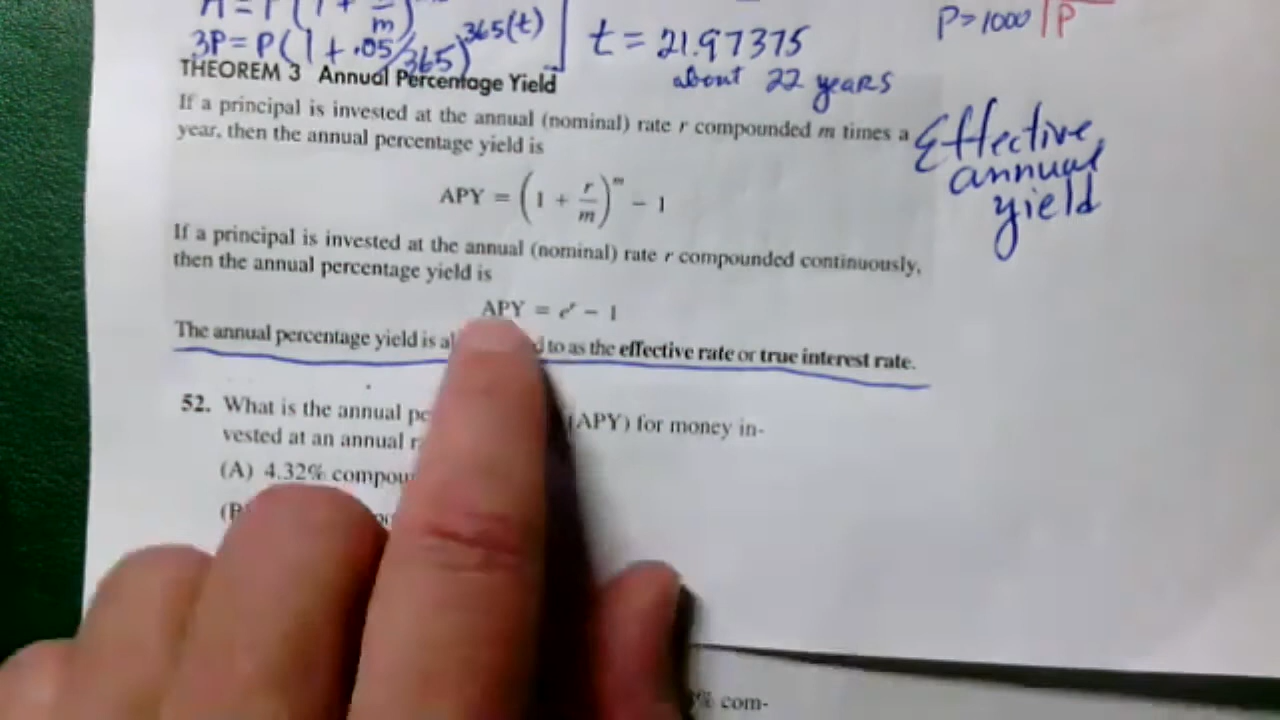 A = P(1 + /m)
3P = P(1 + .05/365)^365(t)
t = 21.97375
about 22 years
P = 1000 P
THEOREM 3 Annual Percentage Yield
If a principal is invested at the annual (nominal) rate r compounded m times a
year, then the annual percentage yield is
APY = (1 + r/m)^m − 1
Effective
annual
yield
If a principal is invested at the annual (nominal) rate r compounded continuously,
then the annual percentage yield is
APY = e^r − 1
The annual percentage yield is to as the effective rate or true interest rate.
52. What is the annual (APY) for money in-
vested at an annual
(A) 4.32%
% com-